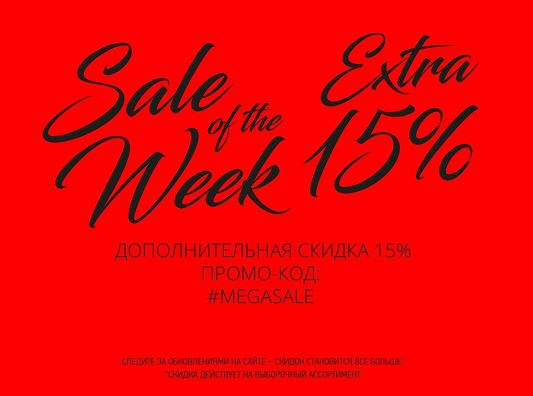 Sale of the Week
Extra 15%
ДОПОЛНИТЕЛЬНАЯ СКИДКА 15%
ПРОМО-КОД:
#MEGASALE
СЛЕДИТЕ ЗА ОБНОВЛЕНИЯМИ НА САЙТЕ – СКИДОК СТАНОВИТСЯ ВСЕ БОЛЬШЕ!
*СКИДКА ДЕЙСТВУЕТ НА ВЫБОРОЧНЫЙ АССОРТИМЕНТ